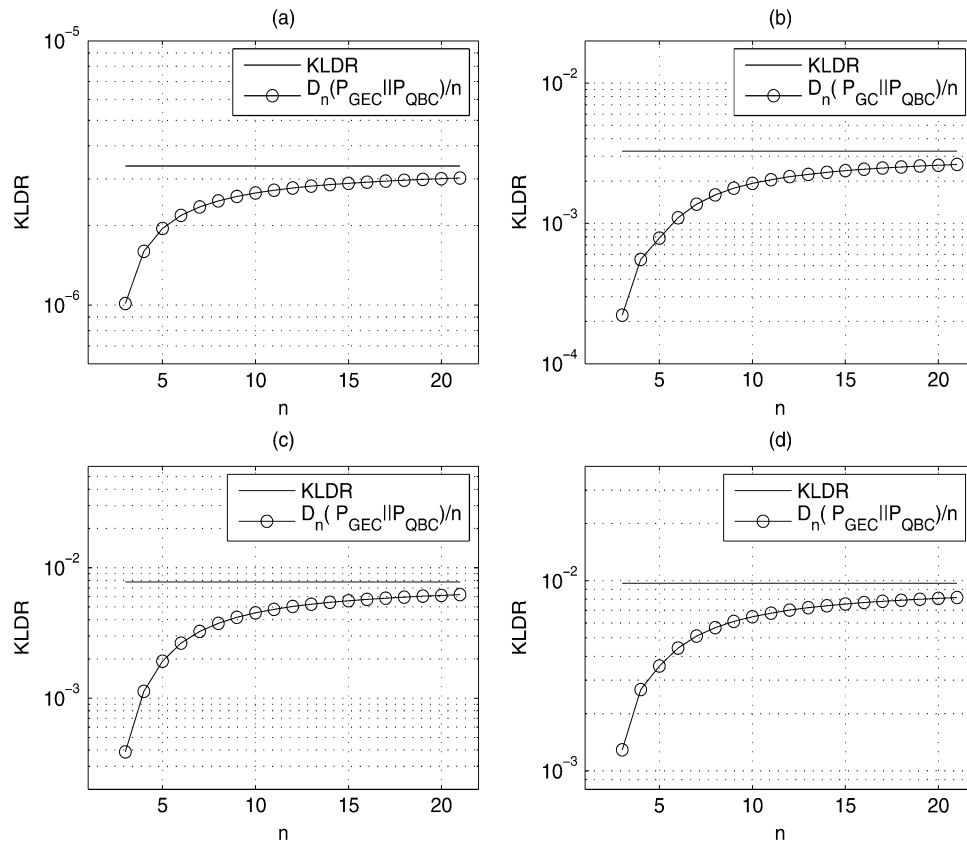 (a)
10^-5
KLDR
D_n(P_GEC||P_QBC)/n
KLDR
10^-6
5 10 15 20
n
(b)
10^-2
KLDR
D_n( P_GC||P_QBC)/n
KLDR
10^-3
10^-4
5 10 15 20
n
(c)
KLDR
D_n( P_GEC||P_QBC)/n
10^-2
KLDR
10^-3
5 10 15 20
n
(d)
KLDR
D_n( P_GEC||P_QBC)/n
10^-2
KLDR
10^-3
5 10 15 20
n